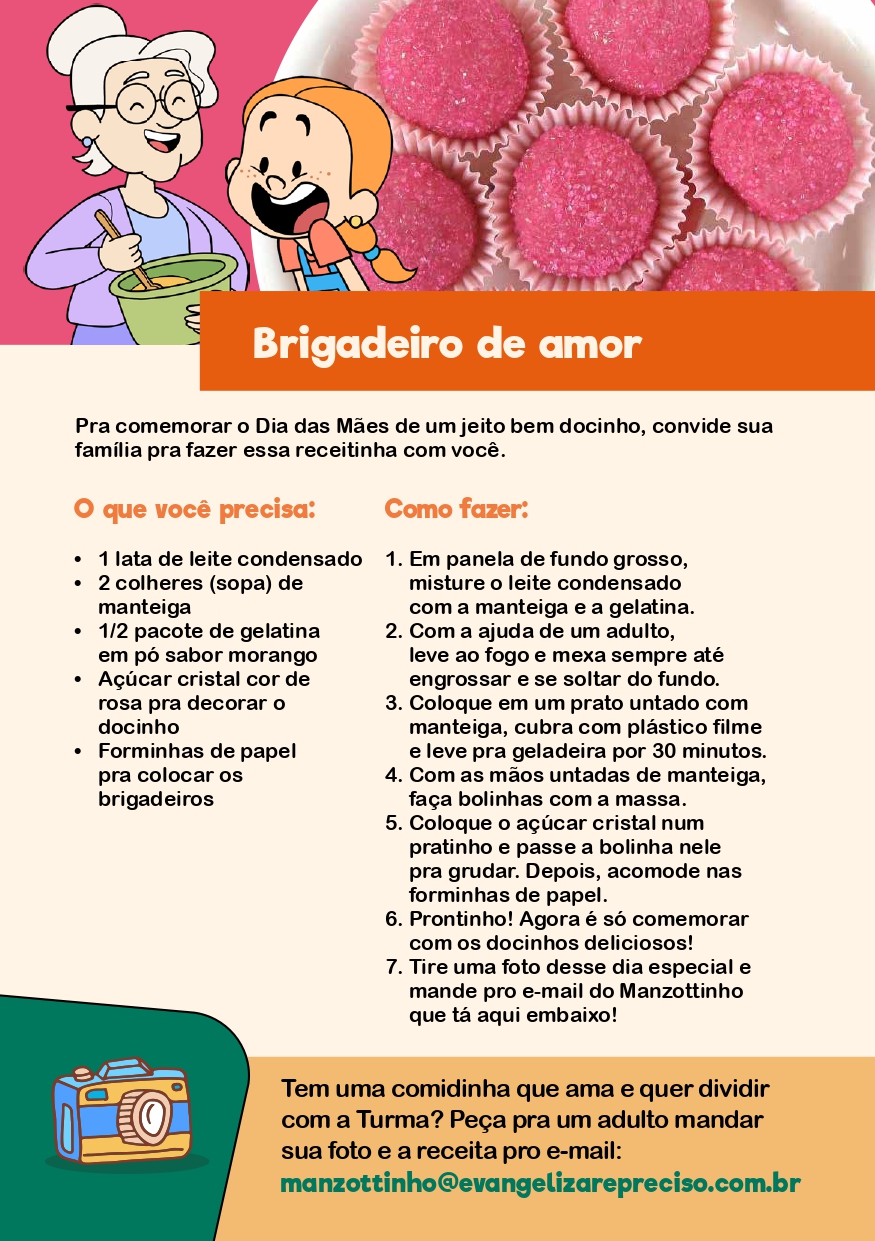 Brigadeiro de amor
Pra comemorar o Dia das Mães de um jeito bem docinho, convide sua
família pra fazer essa receitinha com você.
O que você precisa:
• 1 lata de leite condensado
• 2 colheres (sopa) de
manteiga
• 1/2 pacote de gelatina
em pó sabor morango
• Açúcar cristal cor de
rosa pra decorar o
docinho
• Forminhas de papel
pra colocar os
brigadeiros
Como fazer:
1. Em panela de fundo grosso,
misture o leite condensado
com a manteiga e a gelatina.
2. Com a ajuda de um adulto,
leve ao fogo e mexa sempre até
engrossar e se soltar do fundo.
3. Coloque em um prato untado com
manteiga, cubra com plástico filme
e leve pra geladeira por 30 minutos.
4. Com as mãos untadas de manteiga,
faça bolinhas com a massa.
5. Coloque o açúcar cristal num
pratinho e passe a bolinha nele
pra grudar. Depois, acomode nas
forminhas de papel.
6. Prontinho! Agora é só comemorar
com os docinhos deliciosos!
7. Tire uma foto desse dia especial e
mande pro e-mail do Manzottinho
que tá aqui embaixo!
Tem uma comidinha que ama e quer dividir
com a Turma? Peça pra um adulto mandar
sua foto e a receita pro e-mail:
manzottinho@evangelizarepreciso.com.br